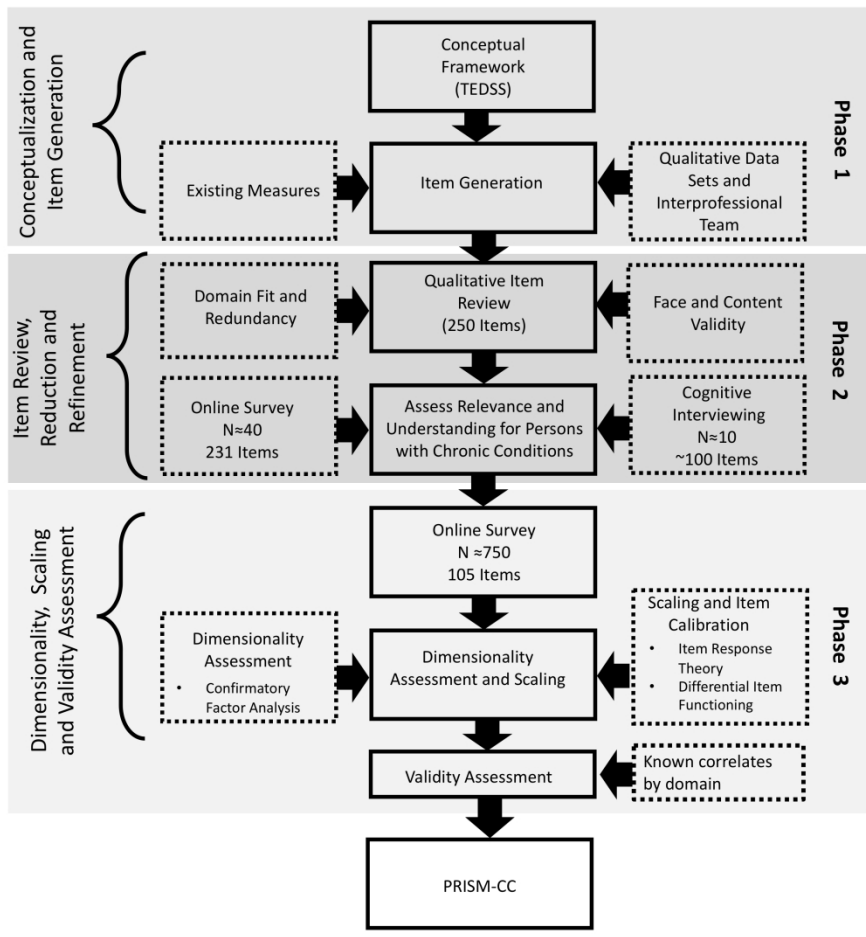 Conceptualization and
Item Generation
Phase 1
Conceptual
Framework
(TEDSS)
Existing Measures
Item Generation
Qualitative Data
Sets and
Interprofessional
Team
Item Review,
Reduction and
Refinement
Phase 2
Domain Fit and
Redundancy
Qualitative Item
Review
(250 Items)
Face and Content
Validity
Online Survey
N≈40
231 Items
Assess Relevance and
Understanding for Persons
with Chronic Conditions
Cognitive
Interviewing
N≈10
~100 Items
Dimensionality, Scaling
and Validity Assessment
Phase 3
Online Survey
N ≈750
105 Items
Dimensionality
Assessment
• Confirmatory
Factor Analysis
Dimensionality
Assessment and Scaling
Scaling and Item
Calibration
• Item Response
Theory
• Differential Item
Functioning
Validity Assessment
Known correlates
by domain
PRISM-CC